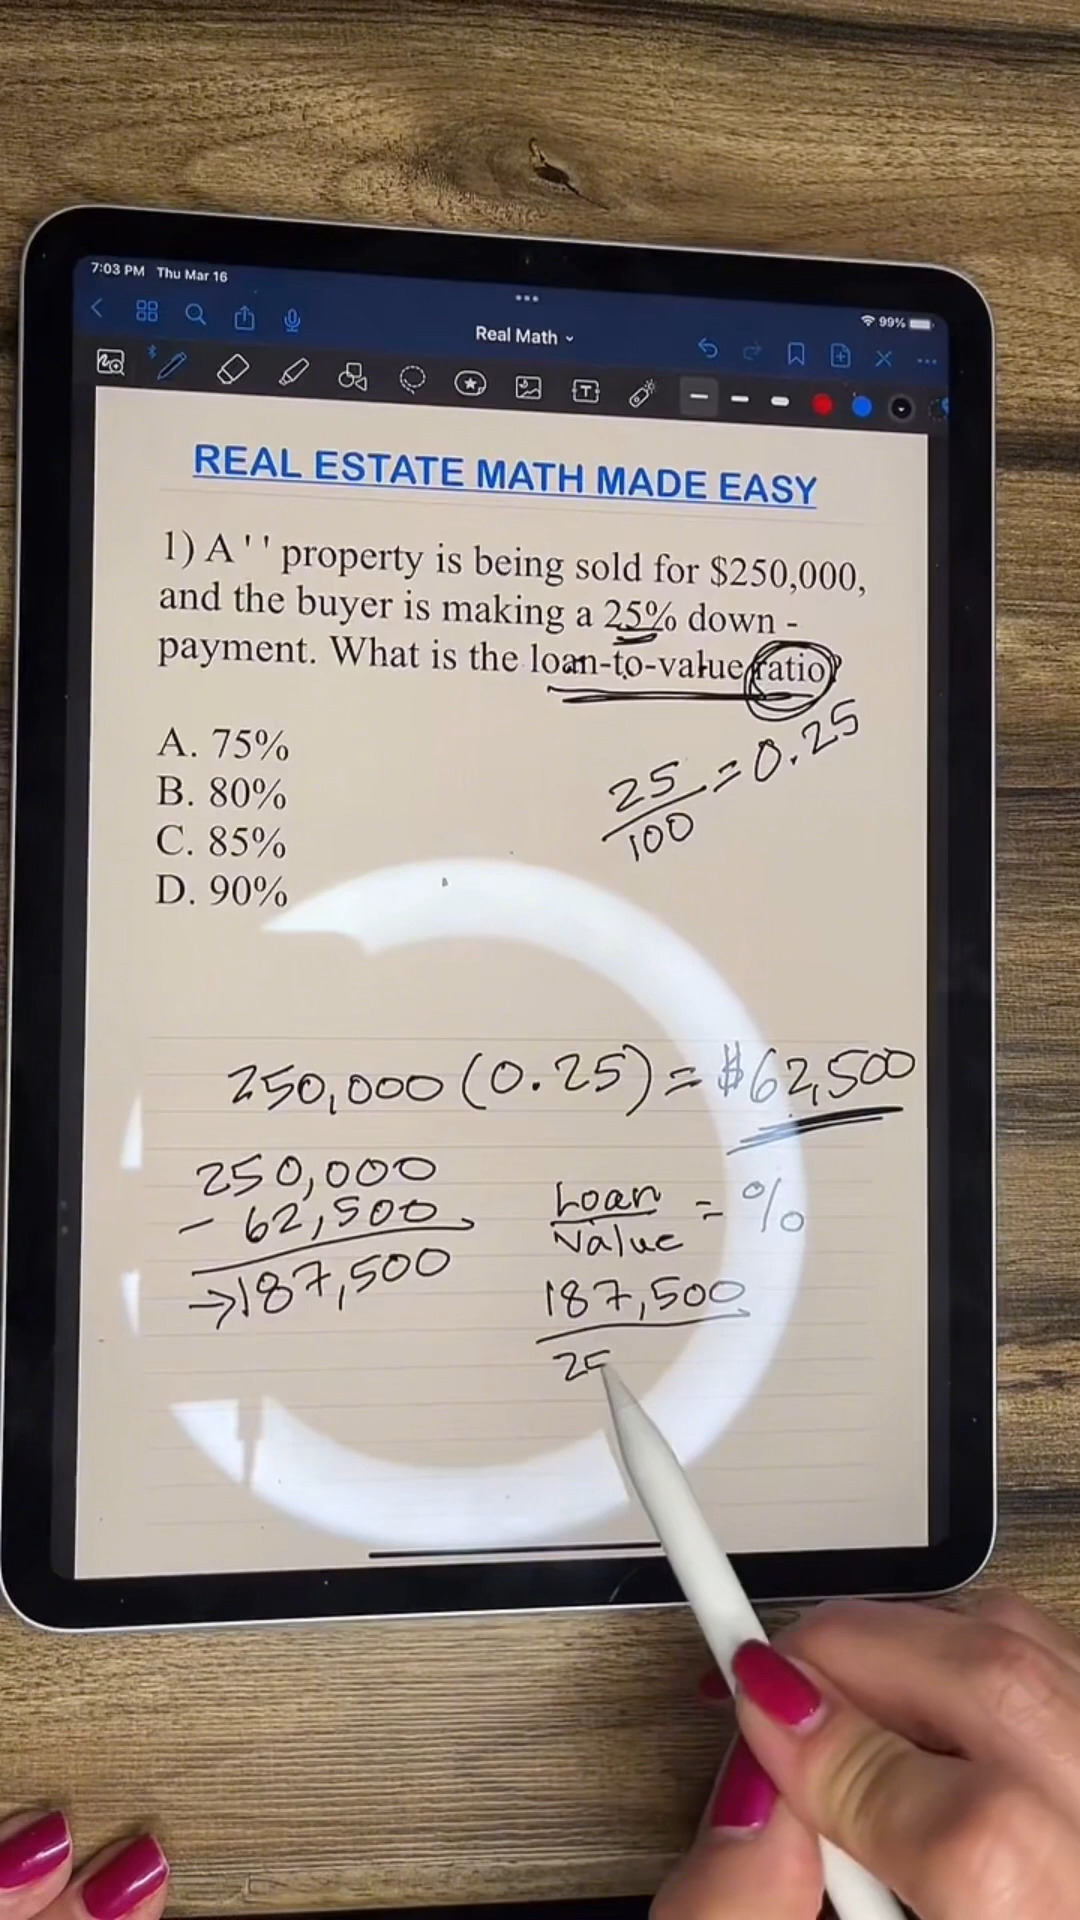 7:03 PM Thu Mar 16
99%
Real Math
REAL ESTATE MATH MADE EASY
1) A '' property is being sold for $250,000,
and the buyer is making a 25% down -
payment. What is the loan-to-value ratio?
25/100 = 0.25
A. 75%
B. 80%
C. 85%
D. 90%
250,000 (0.25) = $62,500
250,000
- 62,500
→187,500
Loan/Value = %
187,500
25